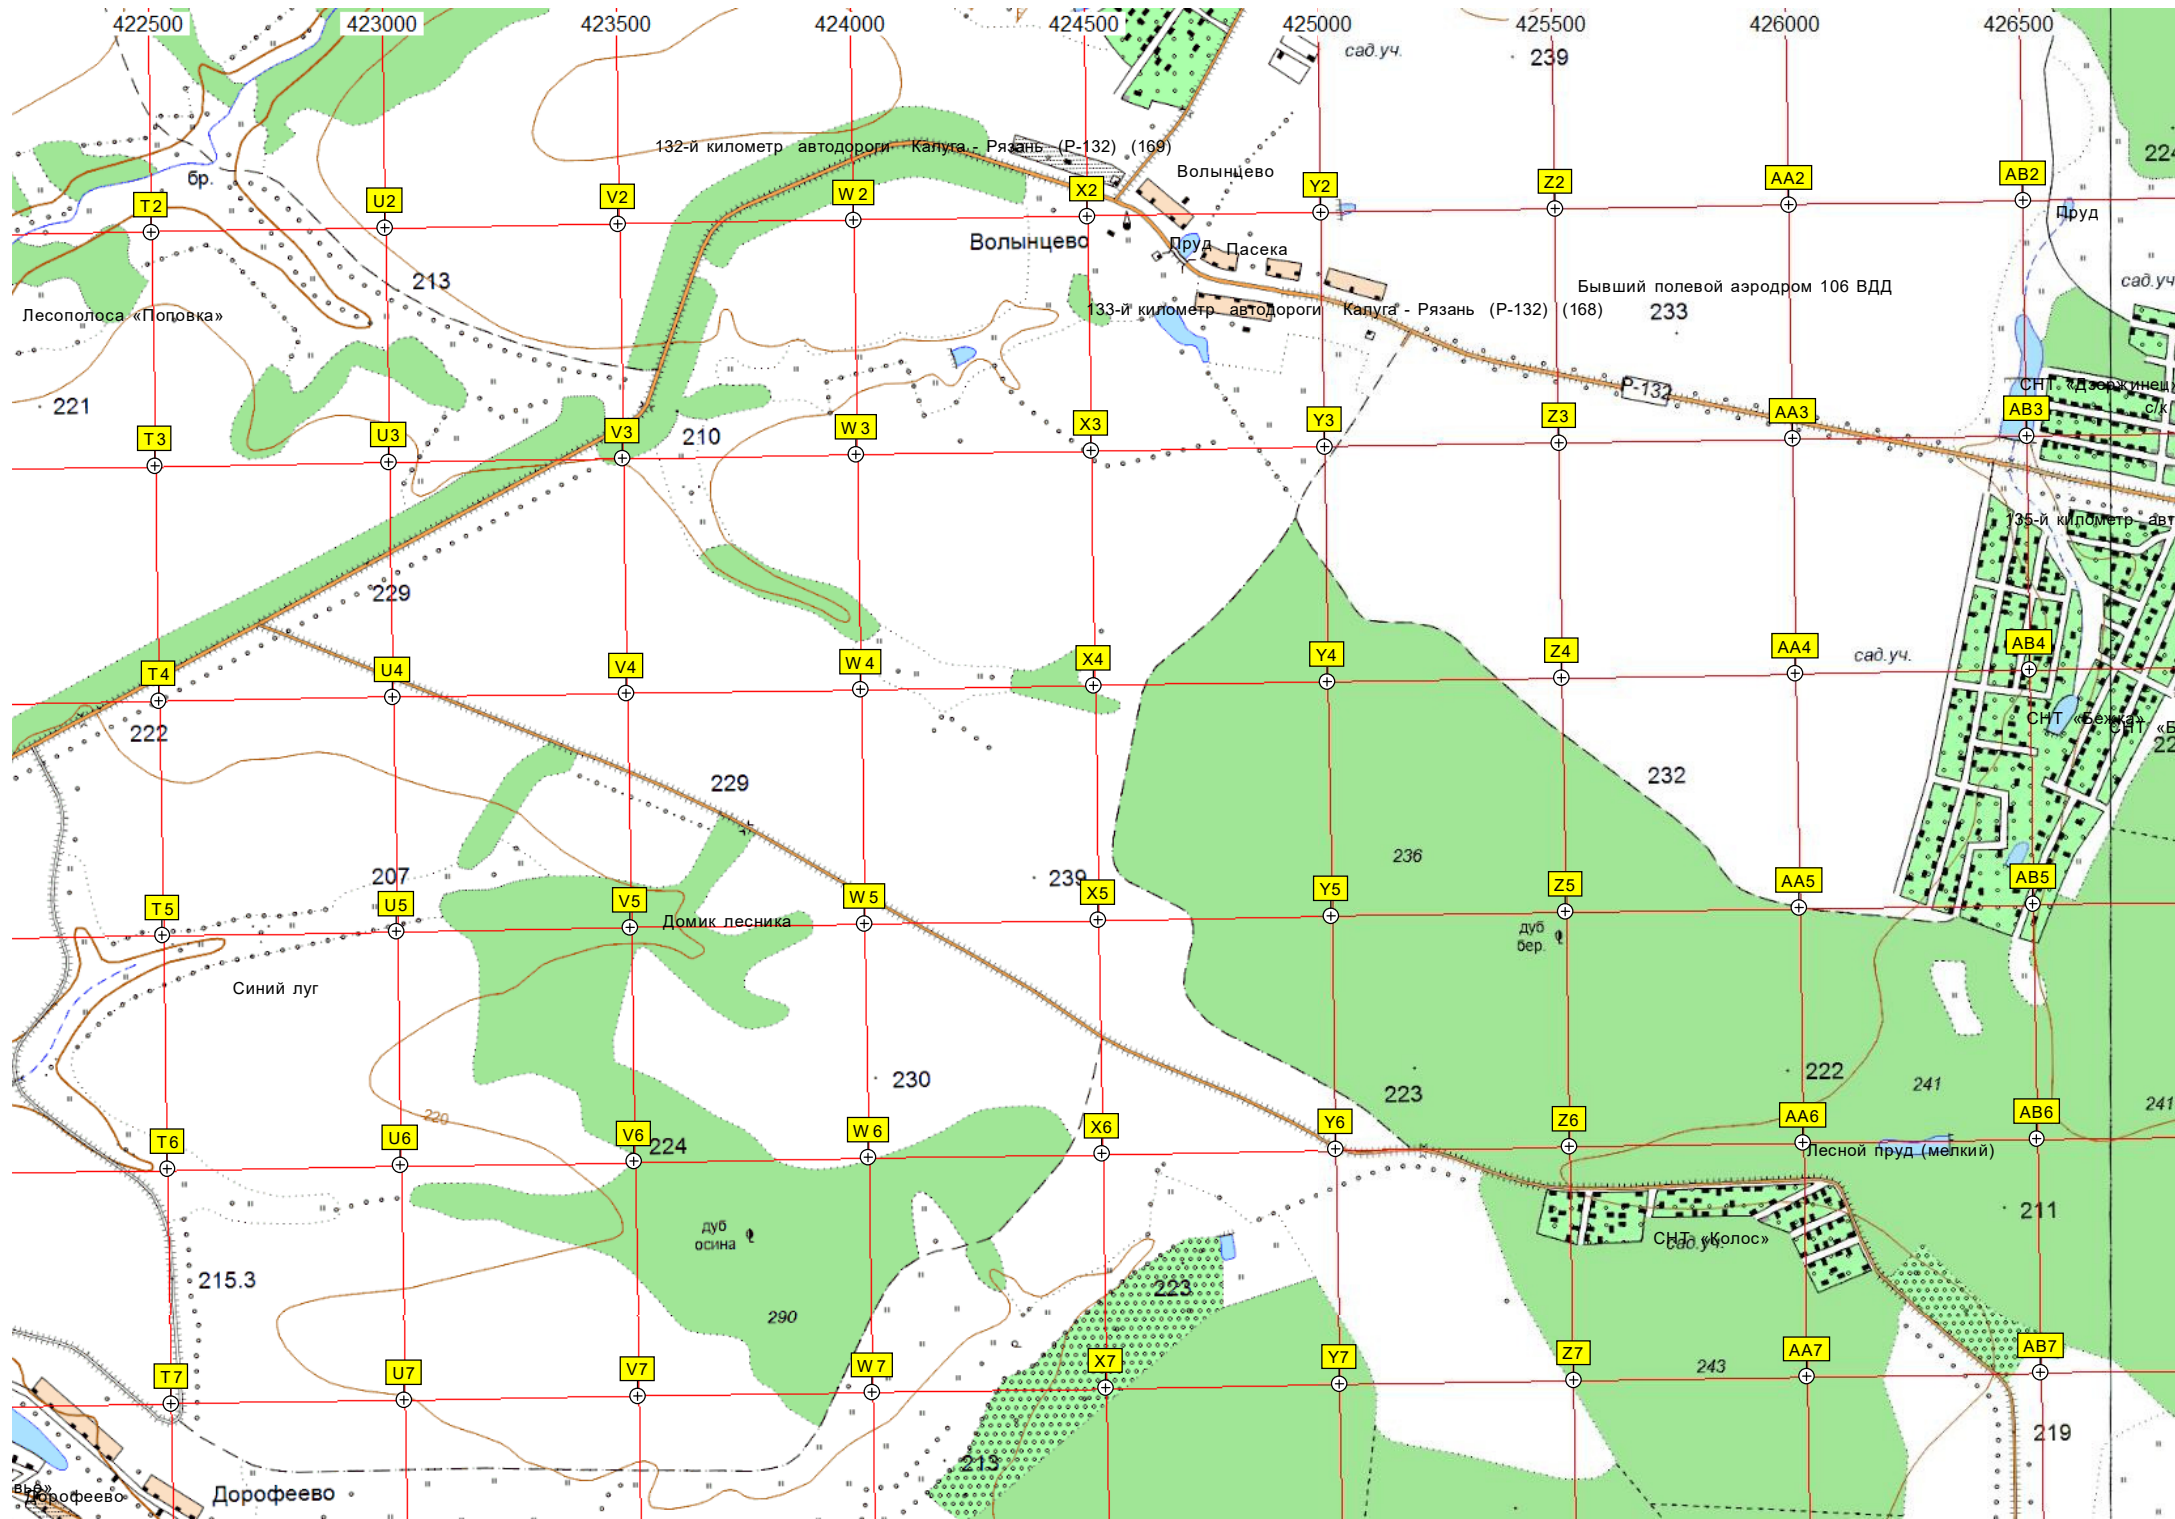 422500 423000 423500 424000 424500 425000 425500 426000 426500
сад.уч.
239
132-й километр автодороги Калуга - Рязань (Р-132) (169)
224
Волынцево
бр.
T2 U2 V2 W2 X2 Y2 Z2 AA2 AB2
Пруд
Волынцево
Пруд
Пасека
213
Бывший полевой аэродром 106 ВДД
сад.уч
Лесополоса «Поповка»
133-й километр автодороги Калуга - Рязань (Р-132) (168)
233
Р-132
СНТ «Дзержинец»
221
с/к
T3 U3 V3 W3 X3 Y3 Z3 AA3 AB3
210
135-й километр авт
229
T4 U4 V4 W4 X4 Y4 Z4 AA4 AB4
сад.уч.
222
СНТ «Бежка»
СНТ «Б
22
229
232
236
207
239
T5 U5 V5 W5 X5 Y5 Z5 AA5 AB5
Домик лесника
дуб
бер.
Синий луг
230
223
222
241
241
220
T6 U6 V6 W6 X6 Y6 Z6 AA6 AB6
224
Лесной пруд (мелкий)
211
дуб
осина
СНТ «Колос»
сад.уч.
215.3
223
290
243
T7 U7 V7 W7 X7 Y7 Z7 AA7 AB7
219
213
вьё»
Дорофеево
Дорофеево